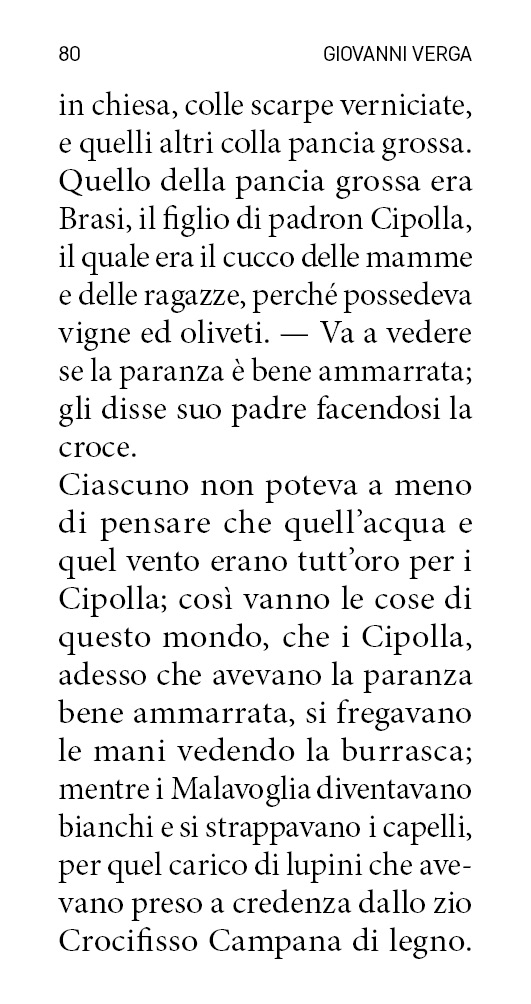 80 GIOVANNI VERGA
in chiesa, colle scarpe verniciate,
e quelli altri colla pancia grossa.
Quello della pancia grossa era
Brasi, il figlio di padron Cipolla,
il quale era il cucco delle mamme
e delle ragazze, perché possedeva
vigne ed oliveti. — Va a vedere
se la paranza è bene ammarrata;
gli disse suo padre facendosi la
croce.
Ciascuno non poteva a meno
di pensare che quell’acqua e
quel vento erano tutt’oro per i
Cipolla; così vanno le cose di
questo mondo, che i Cipolla,
adesso che avevano la paranza
bene ammarrata, si fregavano
le mani vedendo la burrasca;
mentre i Malavoglia diventavano
bianchi e si strappavano i capelli,
per quel carico di lupini che ave-
vano preso a credenza dallo zio
Crocifisso Campana di legno.